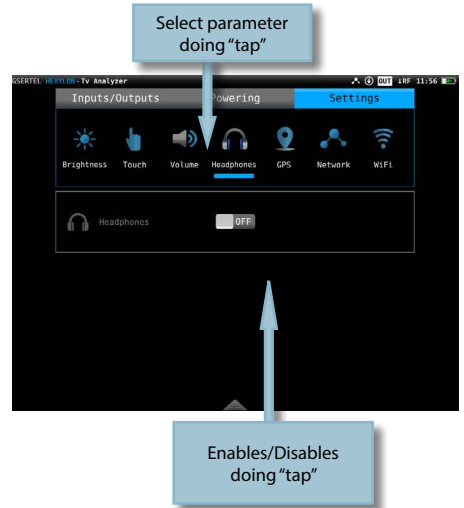 Select parameter
doing “tap”
GSERTEL HEXYLON-Tv Analyzer OUT ↓RF 11:56
Inputs/Outputs Powering Settings
Brightness Touch Volume Headphones GPS Network WiFi
Headphones OFF
Enables/Disables
doing “tap”